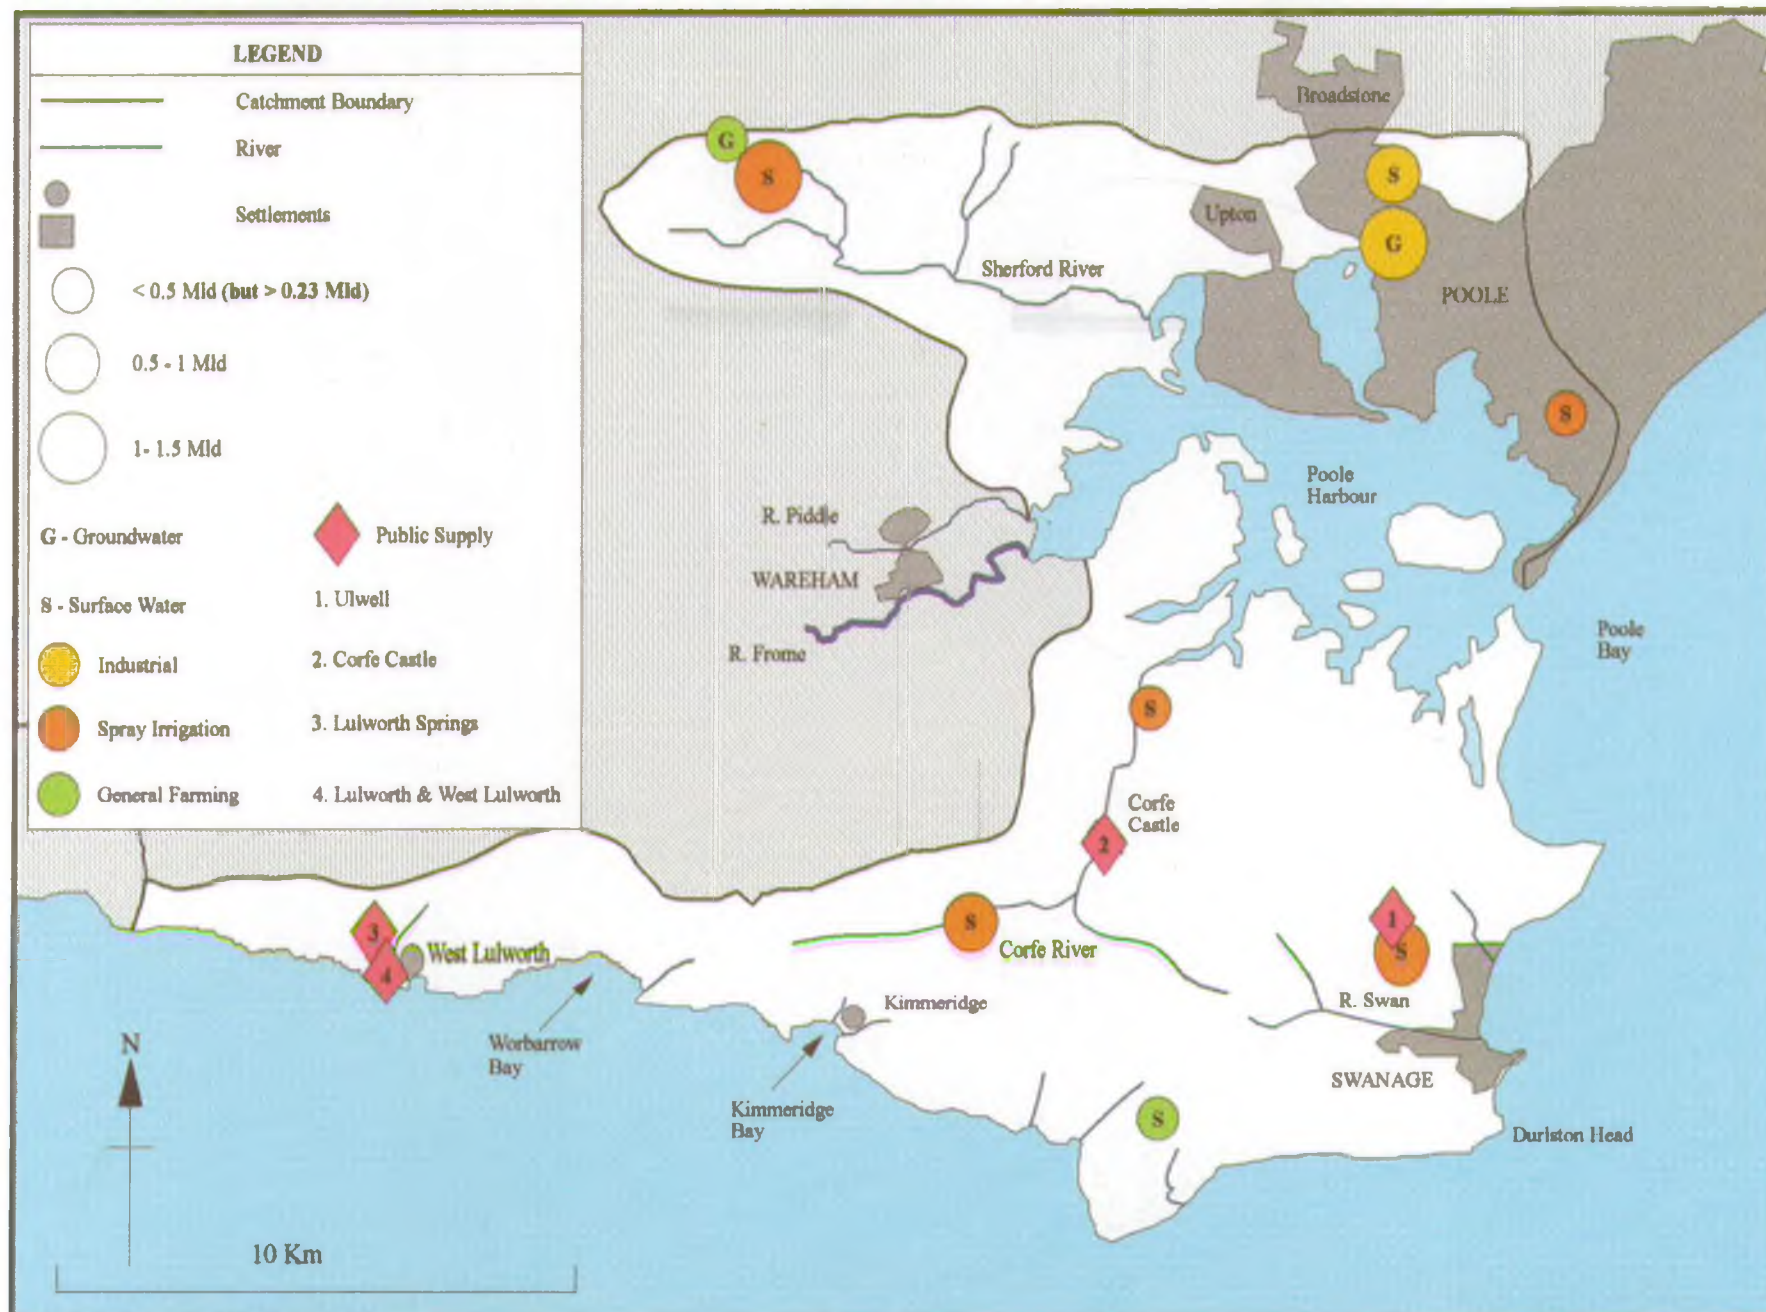 LEGEND
Catchment Boundary
River
Settlements
< 0.5 Mld (but > 0.23 Mld)
0.5 - 1 Mld
1- 1.5 Mld
G - Groundwater
Public Supply
S - Surface Water
1. Ulwell
Industrial
2. Corfe Castle
Spray Irrigation
3. Lulworth Springs
General Farming
4. Lulworth & West Lulworth
Broadstone
G
S
S
Upton
G
Sherford River
POOLE
S
Poole
Harbour
R. Piddle
WAREHAM
R. Frome
Poole
Bay
S
Corfe
Castle
2
1
S
3
4
West Lulworth
S
Corfe River
Kimmeridge
R. Swan
Worbarrow
Bay
Kimmeridge
Bay
SWANAGE
S
Durlston Head
N
10 Km